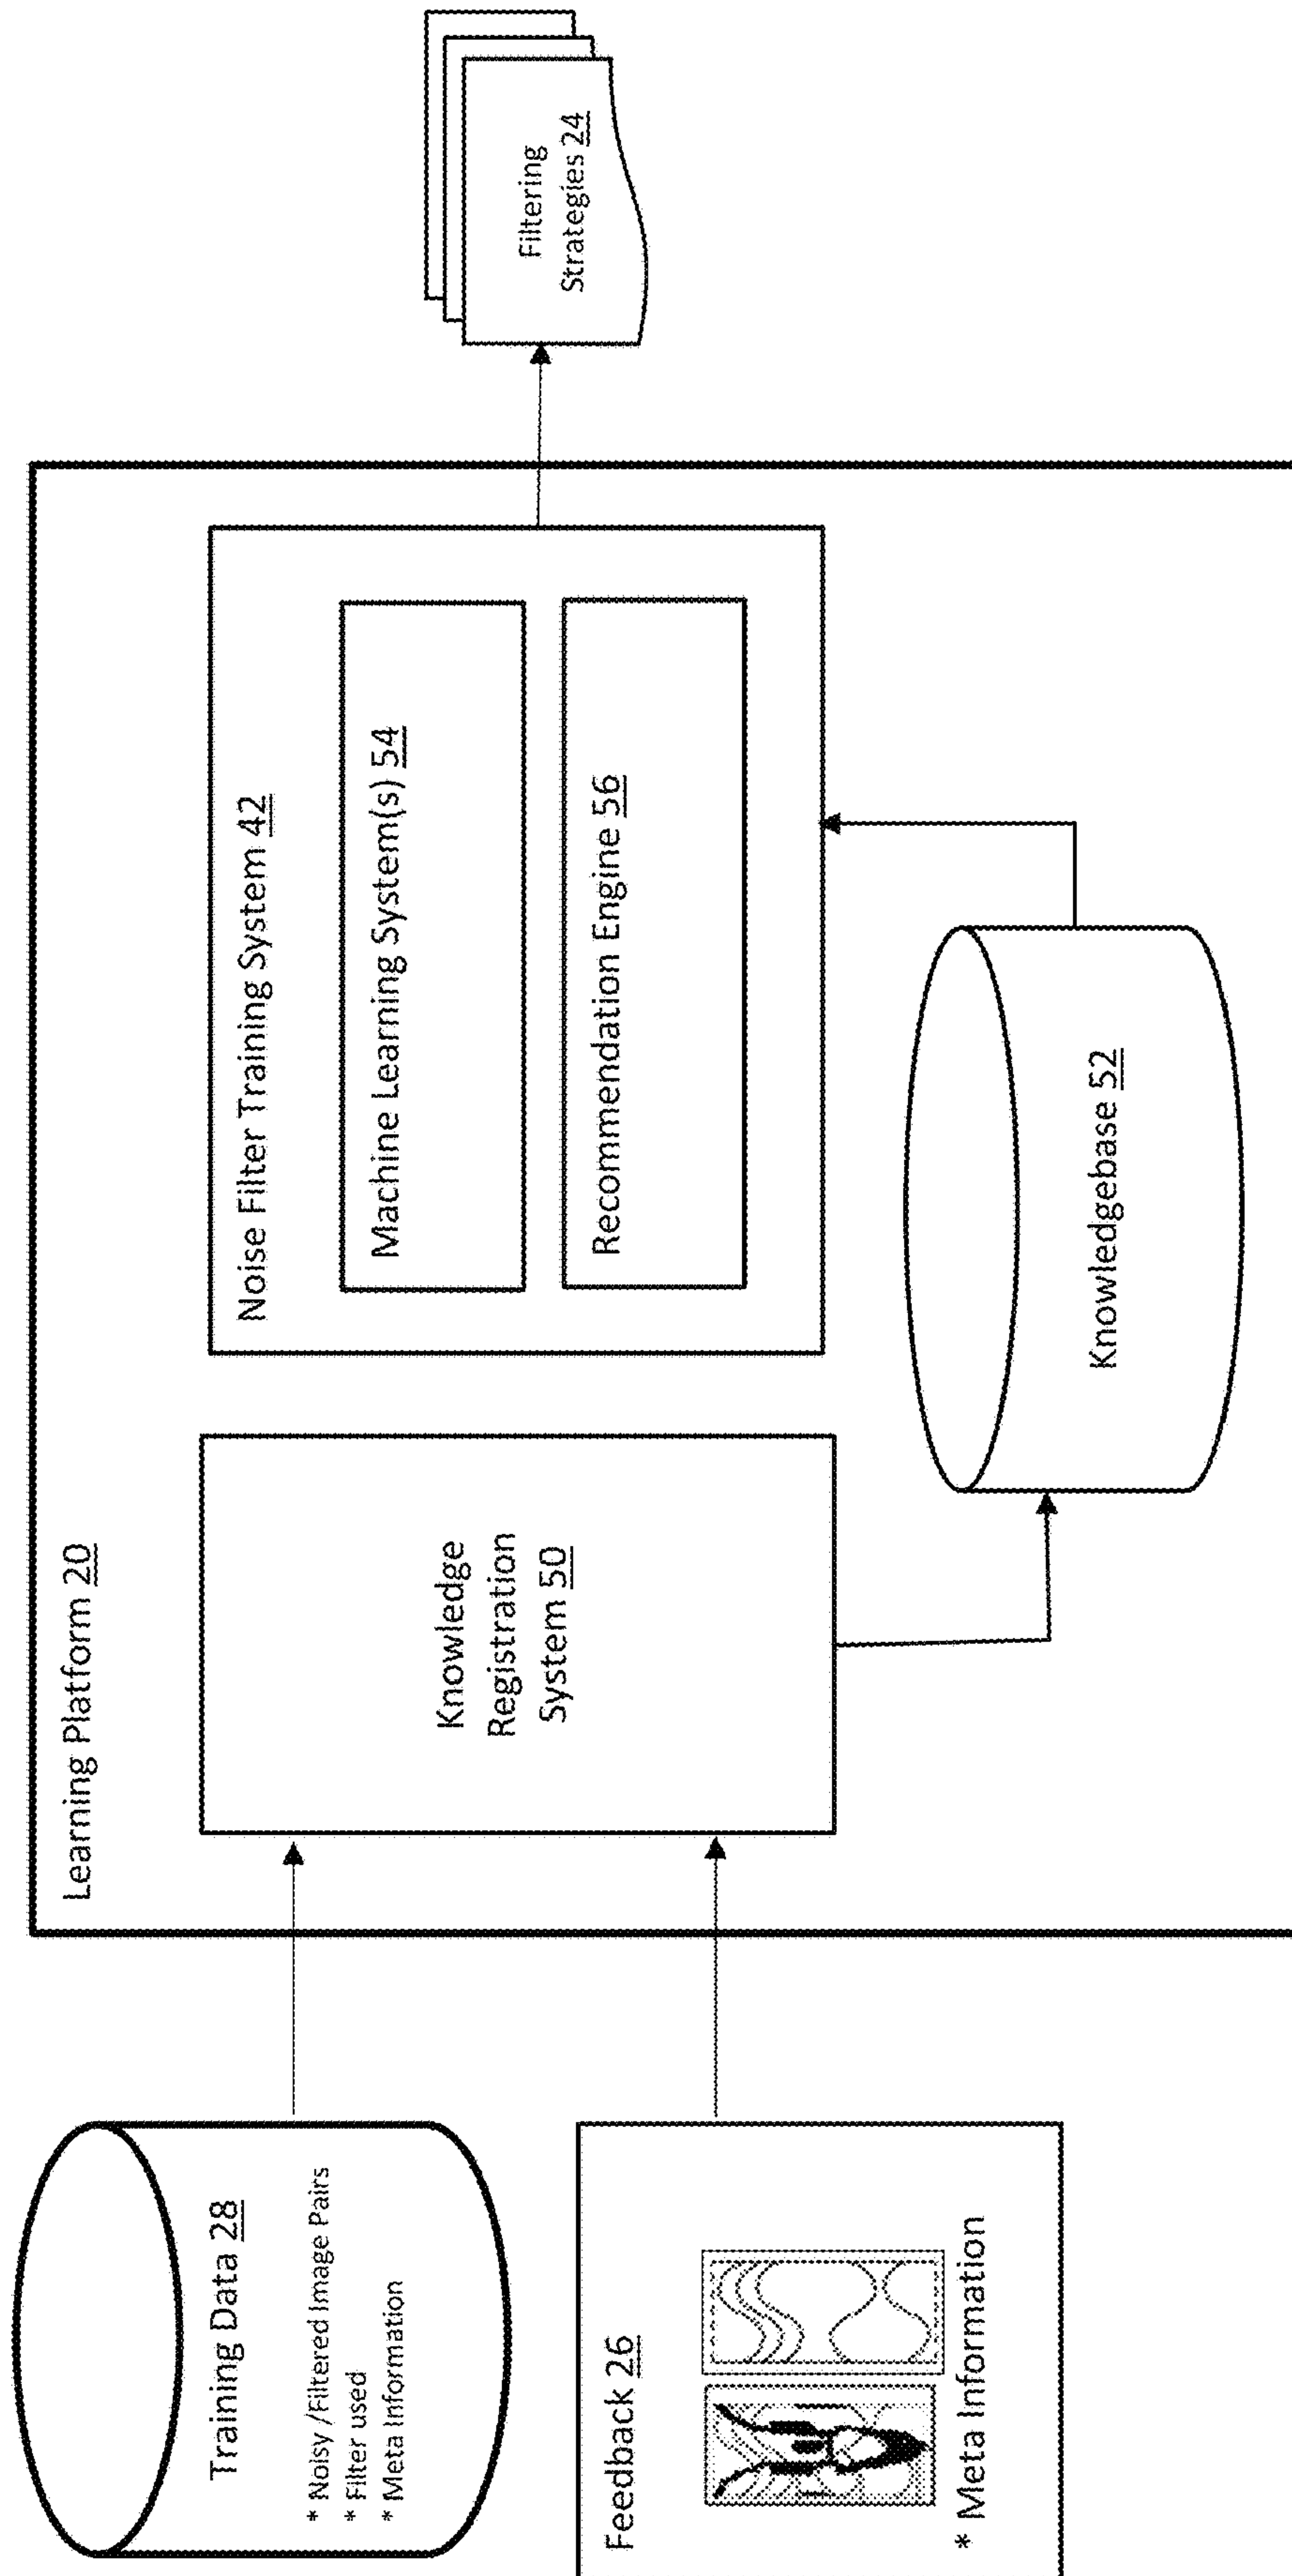 Learning Platform 20
Training Data 28
* Noisy /Filtered Image Pairs
* Filter used
* Meta Information
Feedback 26
* Meta Information
Knowledge
Registration
System 50
Noise Filter Training System 42
Machine Learning System(s) 54
Recommendation Engine 56
Knowledgebase 52
Filtering
Strategies 24